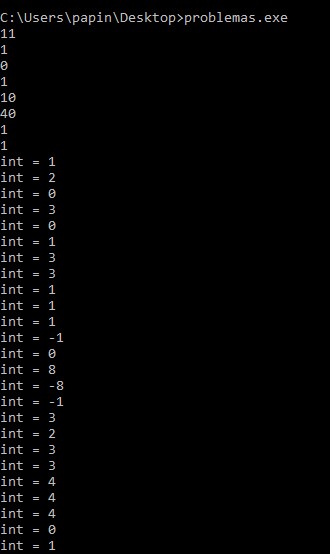 C:\Users\papin\Desktop>problemas.exe
11
1
0
1
10
40
1
1
int = 1
int = 2
int = 0
int = 3
int = 0
int = 1
int = 3
int = 3
int = 1
int = 1
int = 1
int = -1
int = 0
int = 8
int = -8
int = -1
int = 3
int = 2
int = 3
int = 3
int = 4
int = 4
int = 4
int = 0
int = 1